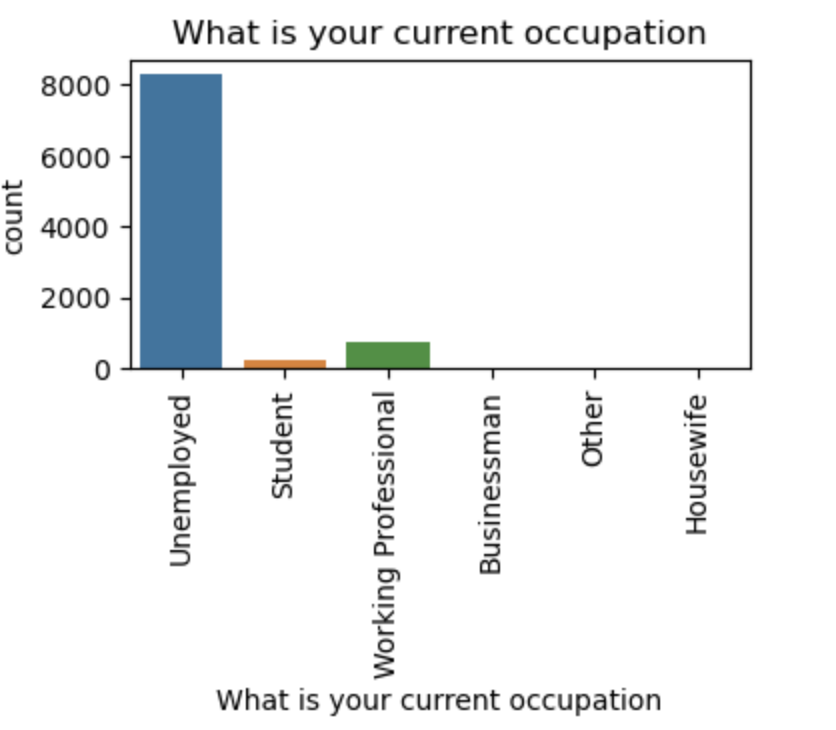 What is your current occupation
8000
6000
4000
2000
0
count
Unemployed
Student
Working Professional
Businessman
Other
Housewife
What is your current occupation